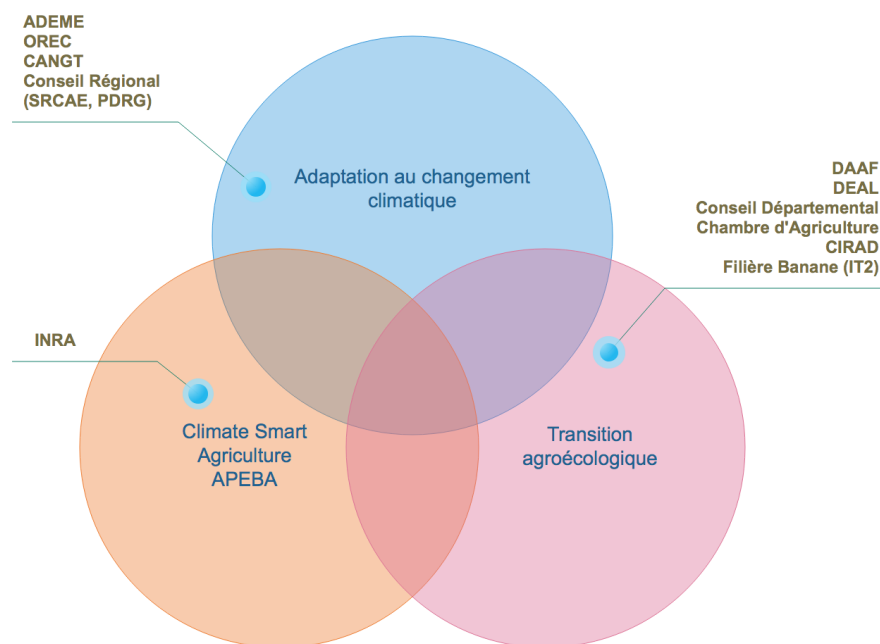 ADEME
OREC
CANGT
Conseil Régional
(SRCAE, PDRG)
Adaptation au changement
climatique
DAAF
DEAL
Conseil Départemental
Chambre d'Agriculture
CIRAD
Filière Banane (IT2)
INRA
Climate Smart
Agriculture
APEBA
Transition
agroécologique